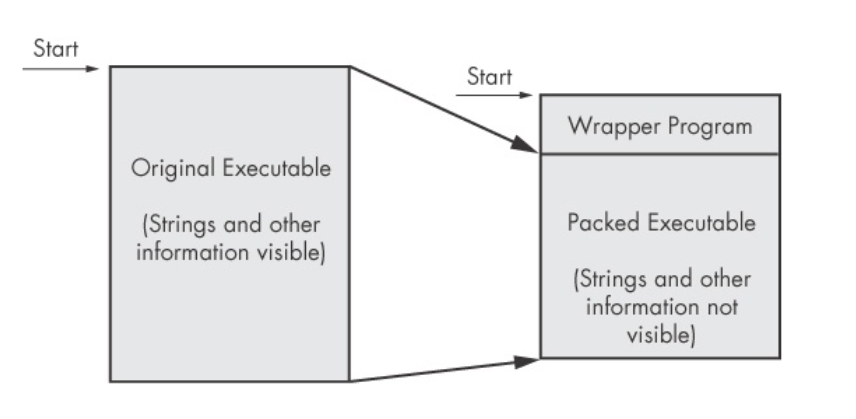 Start
Original Executable
(Strings and other
information visible)
Start
Wrapper Program
Packed Executable
(Strings and other
information not
visible)